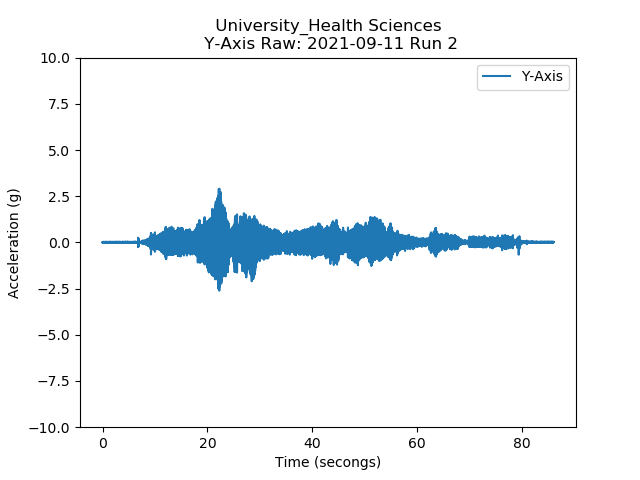 University_Health Sciences
Y-Axis Raw: 2021-09-11 Run 2
Y-Axis
10.0
7.5
5.0
2.5
0.0
−2.5
−5.0
−7.5
−10.0
Acceleration (g)
0 20 40 60 80
Time (secongs)